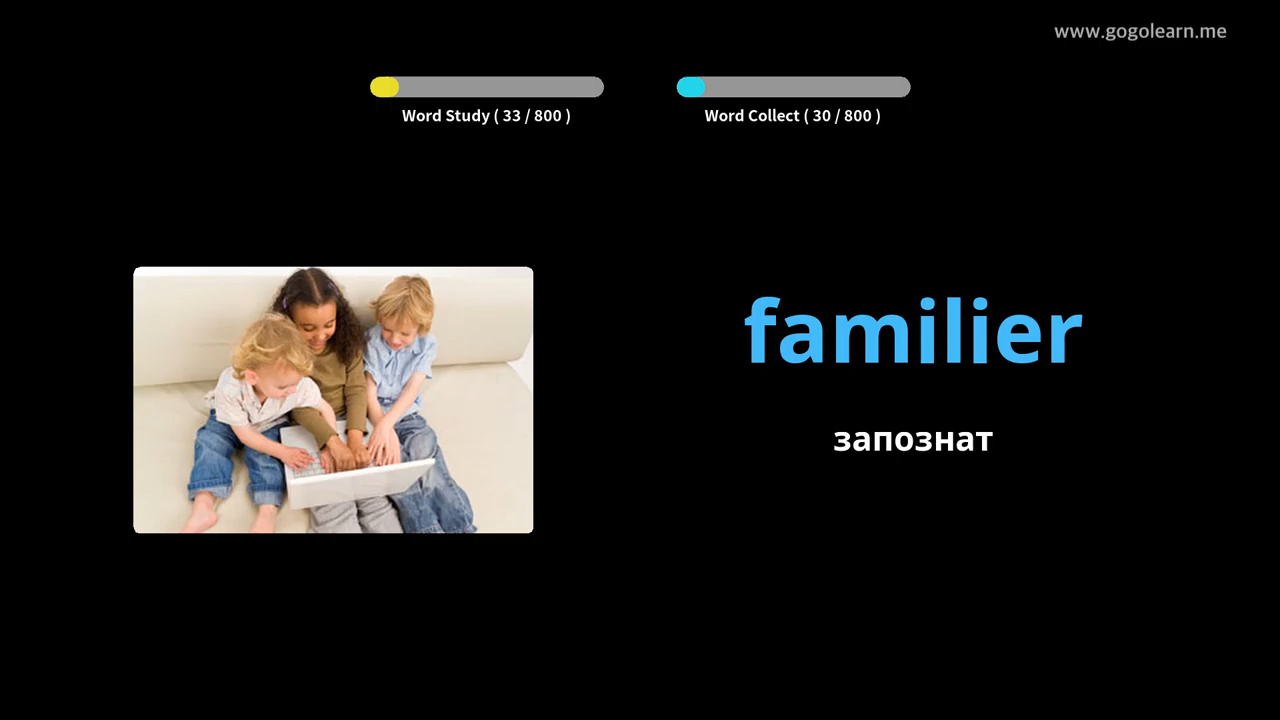 www.gogolearn.me
Word Study ( 33 / 800 )
Word Collect ( 30 / 800 )
familier
запознат